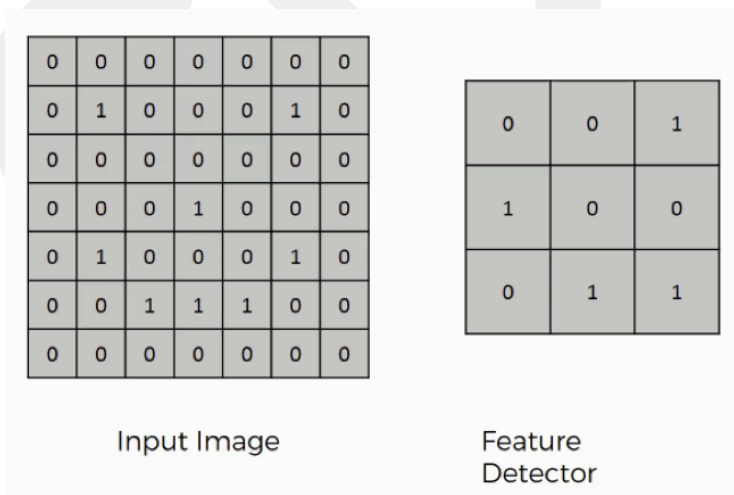 0 0 0 0 0 0 0
0 1 0 0 0 1 0
0 0 0 0 0 0 0
0 0 0 1 0 0 0
0 1 0 0 0 1 0
0 0 1 1 1 0 0
0 0 0 0 0 0 0
Input Image
0 0 1
1 0 0
0 1 1
Feature
Detector